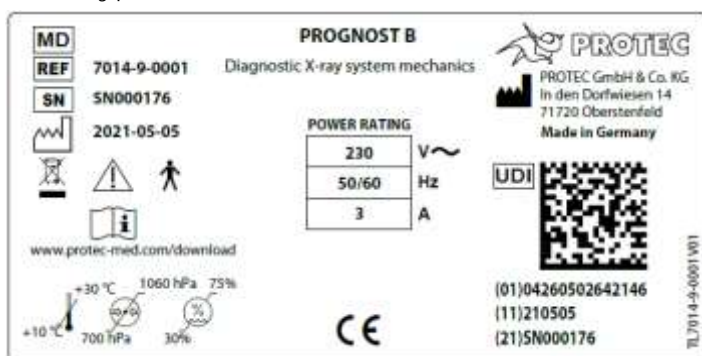 MD
PROGNOST B
PROTEC
REF 7014-9-0001
Diagnostic X-ray system mechanics
SN SN000176
2021-05-05
PROTEC GmbH & Co. KG
In den Dorfwiesen 14
71720 Oberstenfeld
Made in Germany
POWER RATING
230 V
50/60 Hz
3 A
UDI
www.protec-med.com/download
+30 °C
+10 °C
1060 hPa
700 hPa
75%
%
30%
CE
(01)04260502642146
(11)210505
(21)SN000176
TL7014-9-0001V01